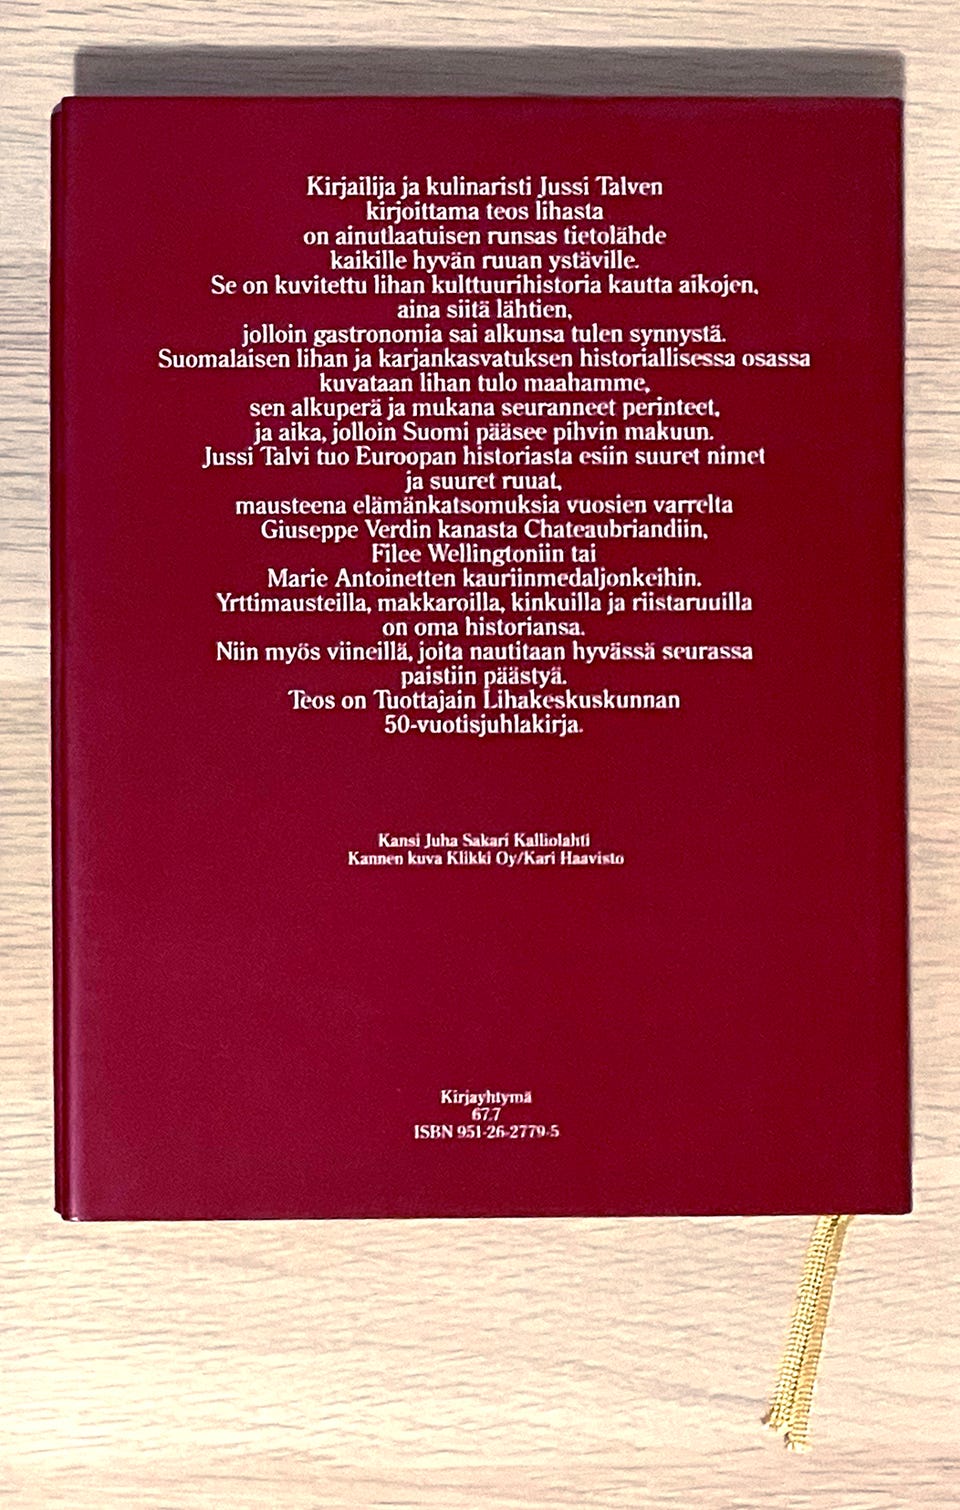 Kirjailija ja kulinaristi Jussi Talven
kirjoittama teos lihasta
on ainutlaatuisen runsas tietolähde
kaikille hyvän ruuan ystäville.
Se on kuvitettu lihan kulttuurihistoria kautta aikojen,
aina siitä lähtien,
jolloin gastronomia sai alkunsa tulen synnystä.
Suomalaisen lihan ja karjankasvatuksen historiallisessa osassa
kuvataan lihan tulo maahamme,
sen alkuperä ja mukana seuranneet perinteet,
ja aika, jolloin Suomi pääsee pihvin makuun.
Jussi Talvi tuo Euroopan historiasta esiin suuret nimet
ja suuret ruuat,
mausteena elämänkatsomuksia vuosien varrelta
Giuseppe Verdin kanasta Chateaubriandiin,
Filee Wellingtoniin tai
Marie Antoinetten kauriinmedaljonkeihin.
Yrttimausteilla, makkaroilla, kinkuilla ja riistaruuilla
on oma historiansa.
Niin myös viineillä, joita nautitaan hyvässä seurassa
paistiin päästyä.
Teos on Tuottajain Lihakeskuskunnan
50-vuotisjuhlakirja.
Kansi Juha Sakari Kalliolahti
Kannen kuva Klikki Oy/Kari Haavisto
Kirjayhtymä
67.7
ISBN 951-26-2779-5